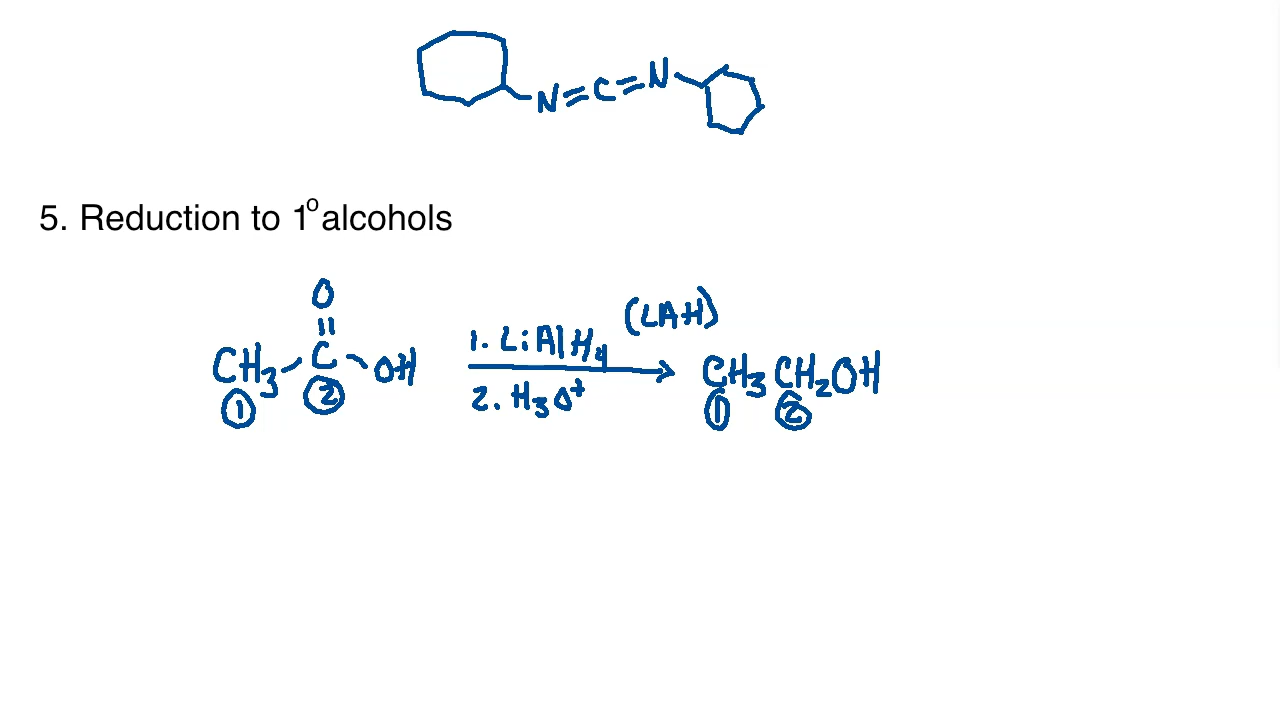 N=C=N
5. Reduction to 1° alcohols
O
CH₃-C-OH 1. LiAlH₄ (LAH) CH₃CH₂OH
① ② 2. H₃O⁺ ① ②